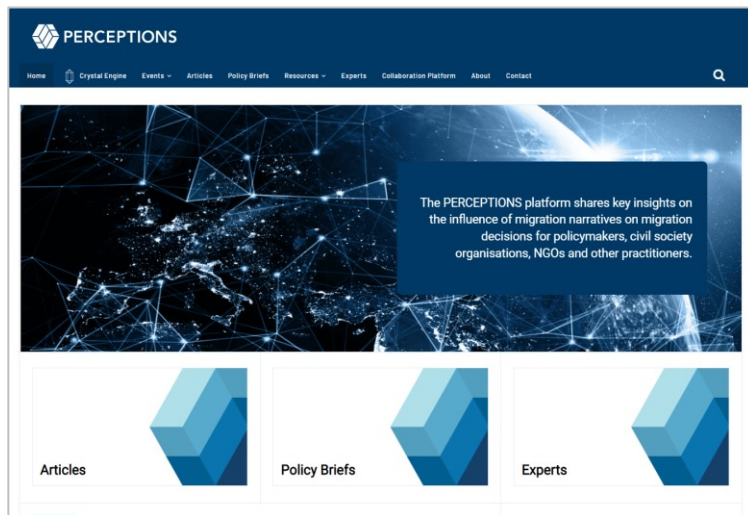 PERCEPTIONS
Home Crystal Engine Events Articles Policy Briefs Resources Experts Collaboration Platform About Contact
The PERCEPTIONS platform shares key insights on
the influence of migration narratives on migration
decisions for policymakers, civil society
organisations, NGOs and other practitioners.
Articles Policy Briefs Experts